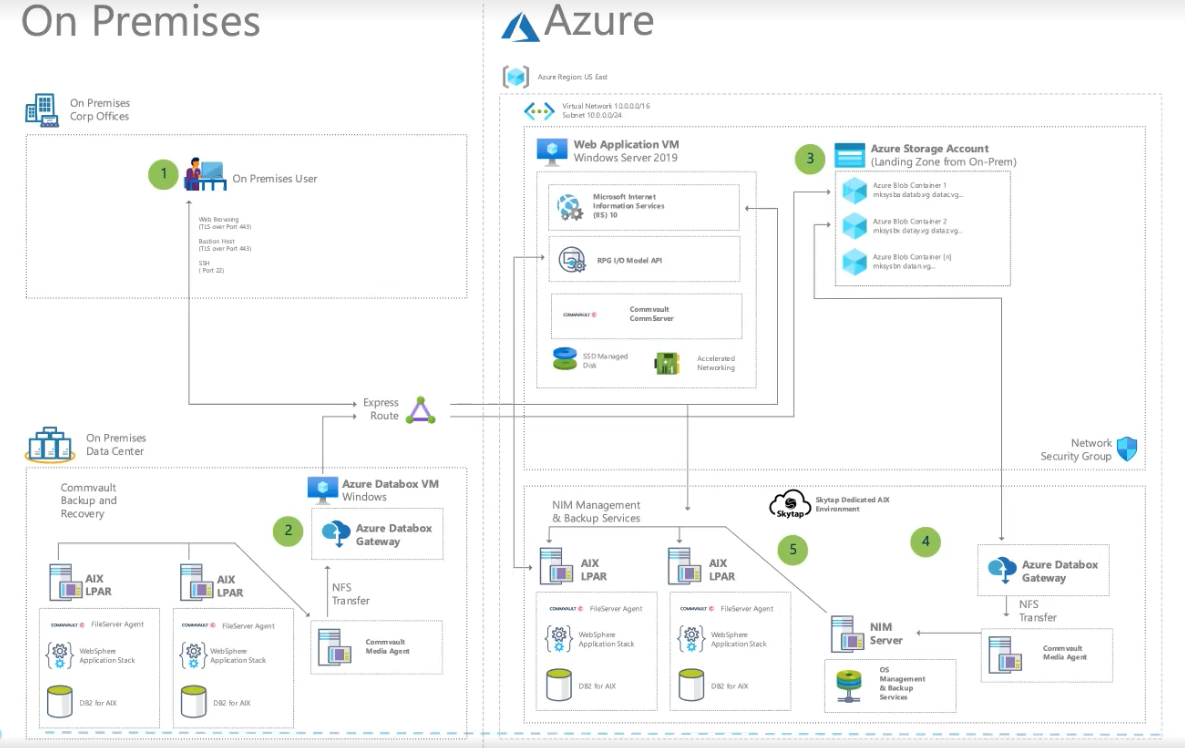 On Premises
Azure
Azure Region: US East
On Premises
Corp Offices
Virtual Network 10.0.0.0/16
Subnet 10.0.0.0/24
Web Application VM
Windows Server 2019
3
Azure Storage Account
(Landing Zone from On-Prem)
1
On Premises User
Web Browsing
(TLS over Port 443)
Bastion Host
(TLS over Port 443)
SSH
( Port 22)
Microsoft Internet
Information Services
(IIS) 10
RPG I/O Model API
COMMVAULT
Commvault
CommServer
SSD Managed
Disk
Accelerated
Networking
Azure Blob Container 1
mksysba datab.vg datac.vg...
Azure Blob Container 2
mksysbx datay.vg dataz.vg...
Azure Blob Container [n]
mksysbn datan.vg...
Express
Route
Network
Security Group
On Premises
Data Center
Commvault
Backup and
Recovery
Azure Databox VM
Windows
2
Azure Databox
Gateway
NFS
Transfer
AIX
LPAR
AIX
LPAR
COMMVAULT FileServer Agent
WebSphere
Application Stack
DB2 for AIX
COMMVAULT FileServer Agent
WebSphere
Application Stack
DB2 for AIX
Commvault
Media Agent
NIM Management
& Backup Services
Skytap
Skytap Dedicated AIX
Environment
5
4
AIX
LPAR
AIX
LPAR
COMMVAULT FileServer Agent
WebSphere
Application Stack
DB2 for AIX
COMMVAULT FileServer Agent
WebSphere
Application Stack
DB2 for AIX
NIM
Server
OS
Management
& Backup
Services
Azure Databox
Gateway
NFS
Transfer
Commvault
Media Agent